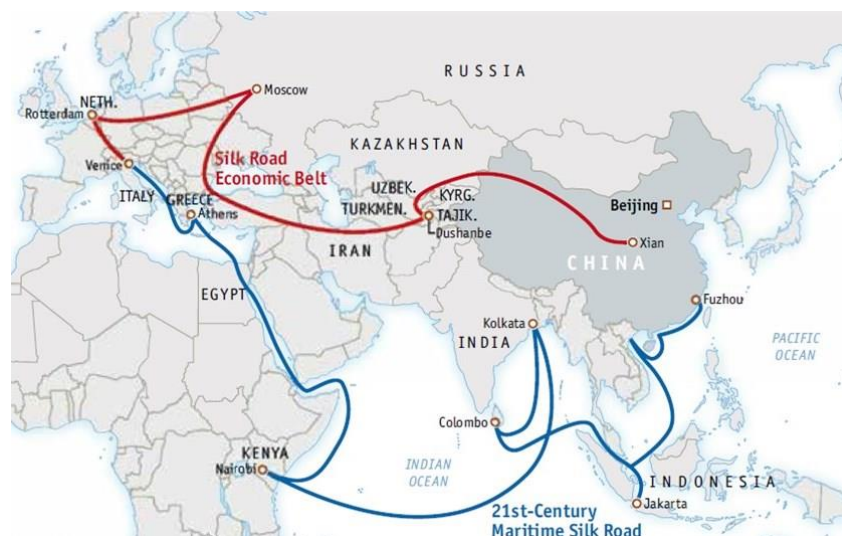 RUSSIA
Moscow
NETH.
Rotterdam
KAZAKHSTAN
Silk Road
Economic Belt
Venice
UZBEK.
KYRG.
ITALY
GREECE
TURKMEN.
TAJIK.
Beijing
Athens
Dushanbe
Xian
IRAN
CHINA
EGYPT
Fuzhou
Kolkata
INDIA
PACIFIC
OCEAN
Colombo
KENYA
Nairobi
INDIAN
OCEAN
INDONESIA
Jakarta
21st-Century
Maritime Silk Road